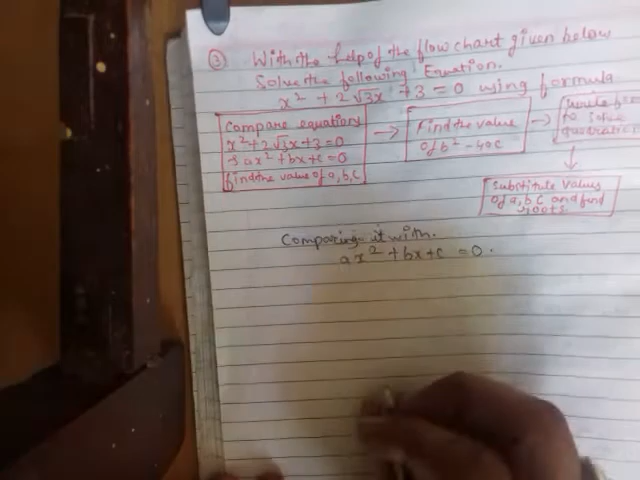 ③ With the help of the flow chart given below
Solve the following Equation.
x² + 2√3x + 3 = 0 using formula
Compare equations
x²+2√3x+3=0
ax²+bx+c=0
find the value of a,b,c
→ Find the value
of b² - 4ac
→ write
to solve
quadratic
↓
Substitute values
of a,b,c and find
roots
Comparing it with.
ax² + bx + c = 0.